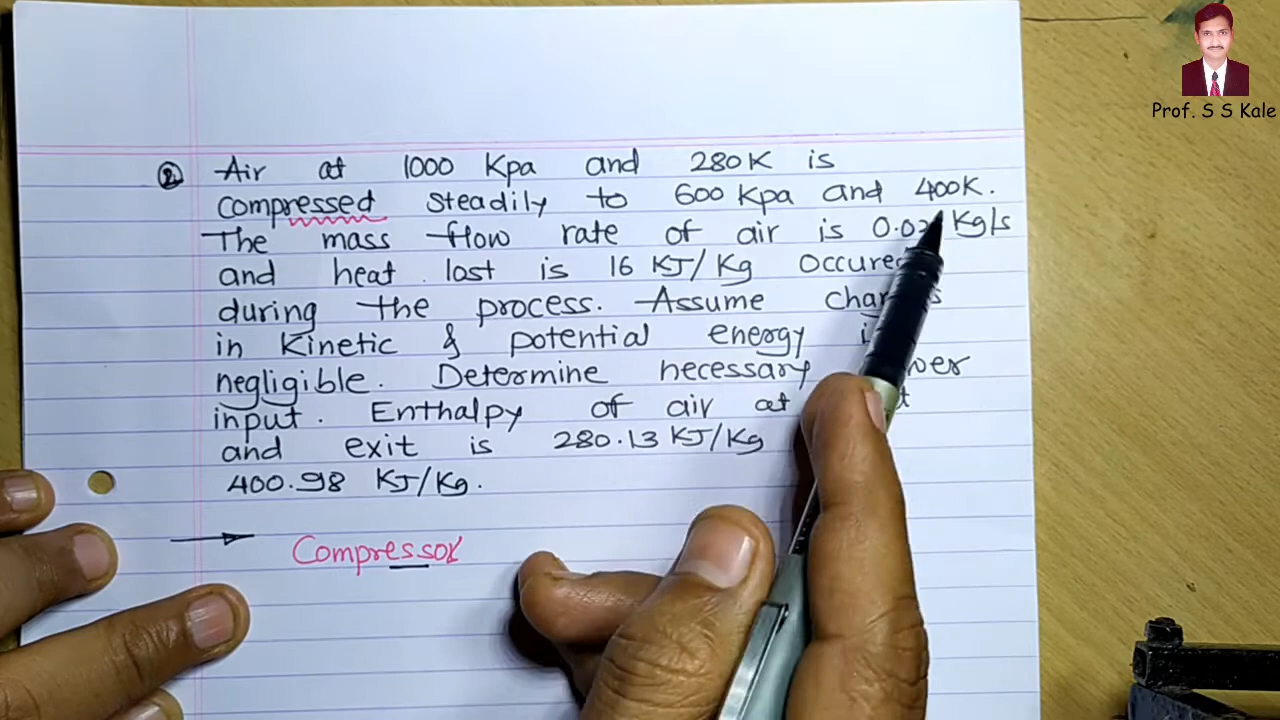 Prof. S S Kale
② Air at 1000 Kpa and 280K is
compressed steadily to 600 Kpa and 400K.
The mass flow rate of air is Kg/s
and heat lost is 16 KJ/Kg
during the process. Assume
in Kinetic & potential energy
negligible. Determine necessary
input. Enthalpy of air at
and exit is 280.13 KJ/Kg
400.98 KJ/Kg.
Compressor